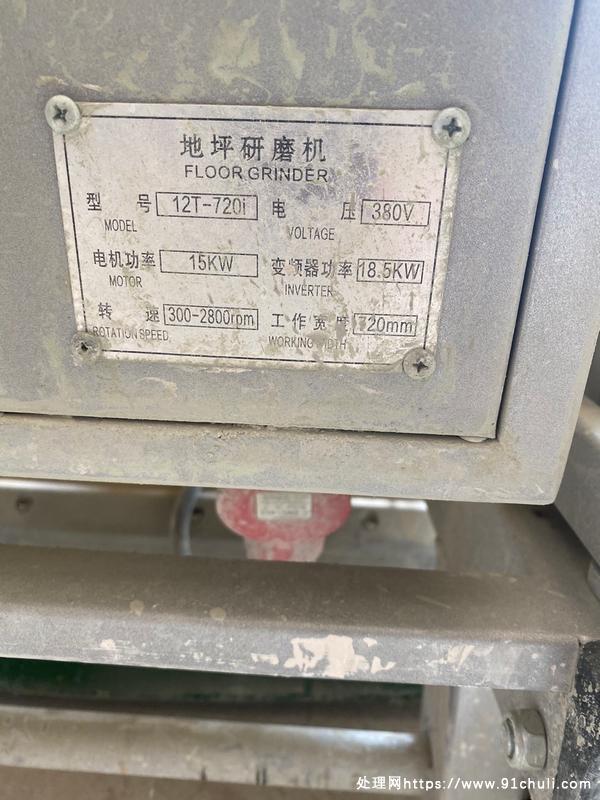 地坪研磨机
FLOOR GRINDER
型 号 12T-720i 电 压 380V
MODEL VOLTAGE
电机功率 15KW 变频器功率 18.5KW
MOTOR INVERTER
转 速 300-2800rpm 工作宽度 720mm
ROTATION SPEED WORKING WIDTH
处理网https://www.91chuli.com